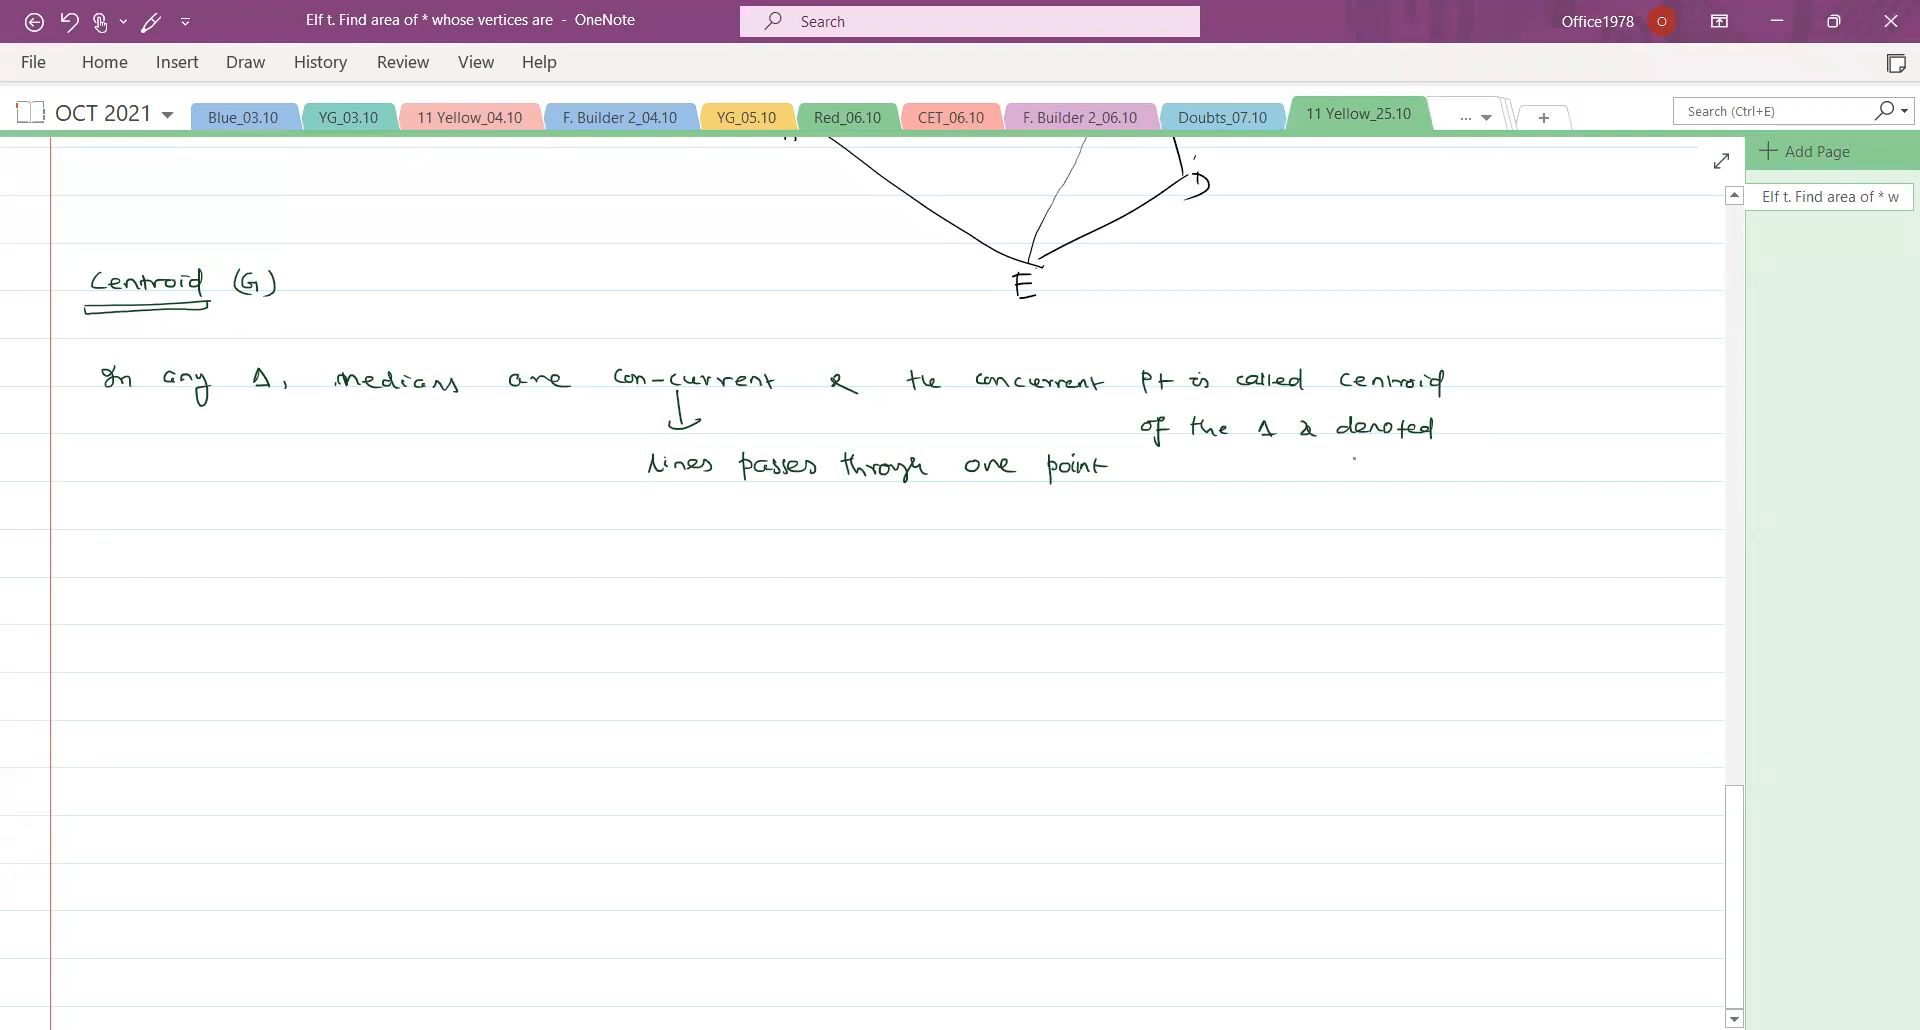 Elf t. Find area of * whose vertices are - OneNote
Search
Office1978
O
File Home Insert Draw History Review View Help
OCT 2021
Blue_03.10
YG_03.10
11 Yellow_04.10
F. Builder 2_04.10
YG_05.10
Red_06.10
CET_06.10
F. Builder 2_06.10
Doubts_07.10
11 Yellow_25.10
...
+
Search (Ctrl+E)
+ Add Page
Elf t. Find area of * w
D
E
Centroid (G)
In any Δ, medians are con-current & the concurrent pt is called centroid
of the Δ & denoted
lines passes through one point